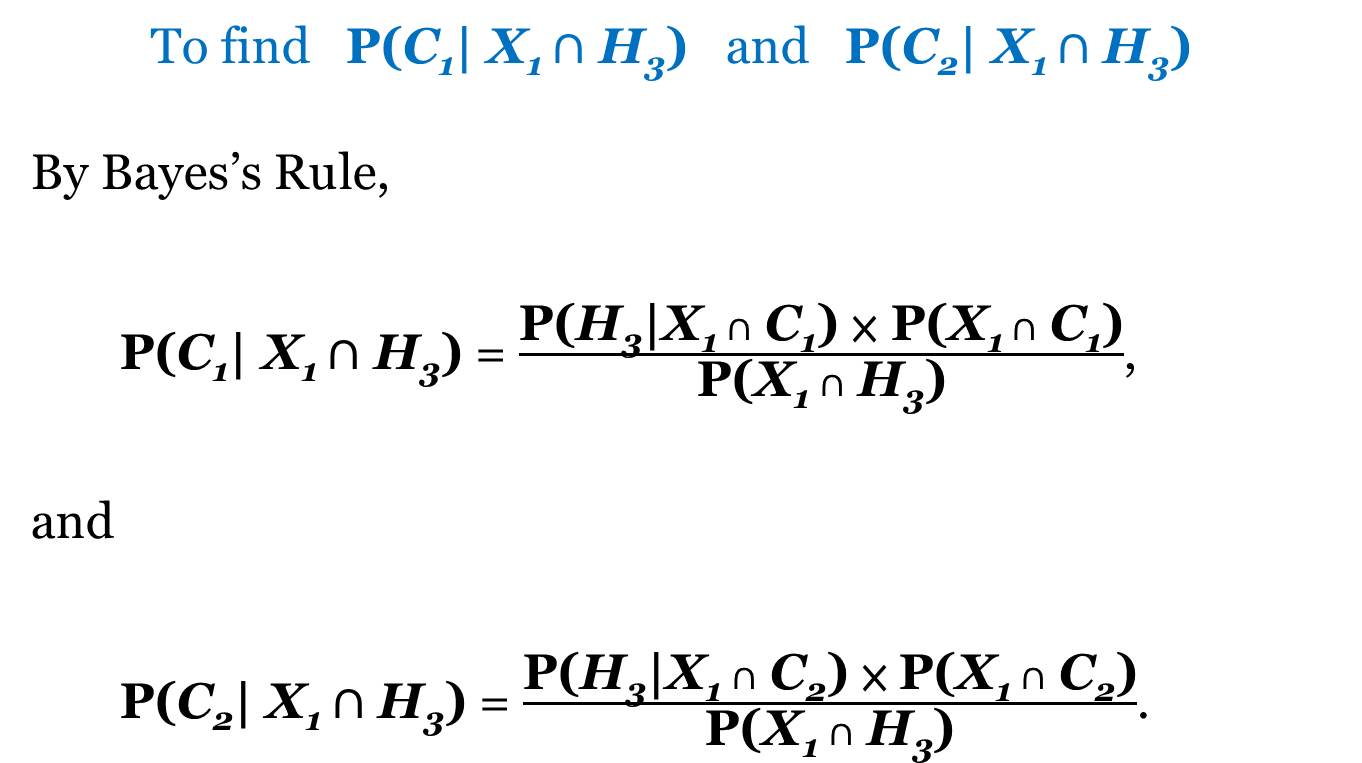 To find P(C₁| X₁ ∩ H₃) and P(C₂| X₁ ∩ H₃)
By Bayes’s Rule,
P(C₁| X₁ ∩ H₃) = P(H₃|X₁ ∩ C₁) × P(X₁ ∩ C₁) / P(X₁ ∩ H₃),
and
P(C₂| X₁ ∩ H₃) = P(H₃|X₁ ∩ C₂) × P(X₁ ∩ C₂) / P(X₁ ∩ H₃).